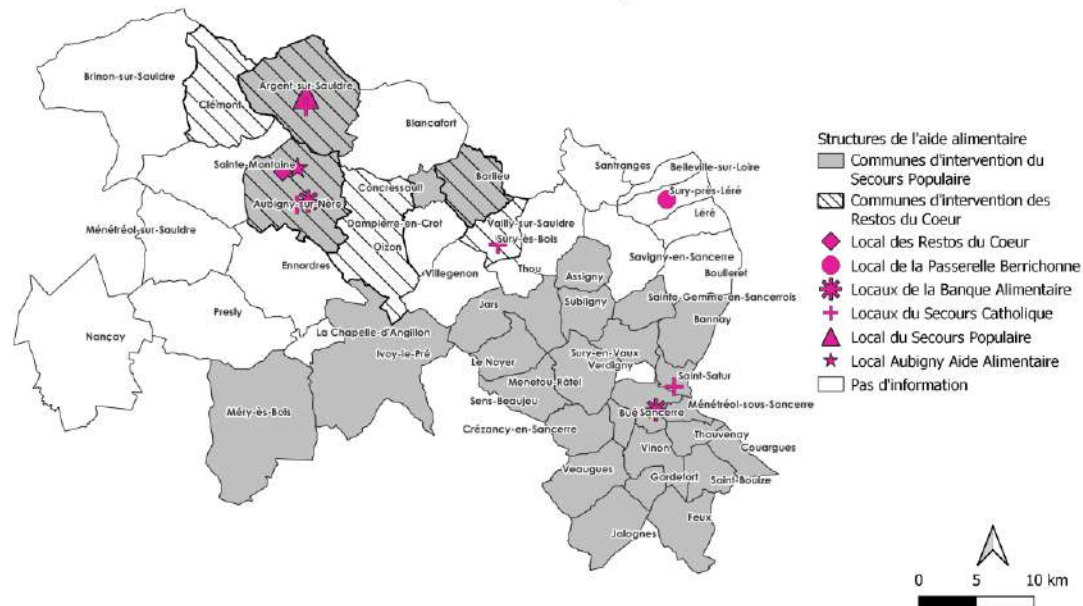 Brinon-sur-Sauldre
Clémont
Argent-sur-Sauldre
Blancafort
Sainte-Montaine
Aubigny-sur-Nère
Concressault
Barlieu
Dampierre-en-Crot
Oizon
Vailly-sur-Sauldre
Sury-ès-Bois
Santranges
Belleville-sur-Loire
Sury-près-Léré
Léré
Savigny-en-Sancerre
Boulleret
Ménétréol-sur-Sauldre
Ennordres
Villegenon
Thou
Assigny
Subligny
Sainte-Gemme-en-Sancerrois
Bannay
Jars
Nançay
Presly
La Chapelle-d'Angillon
Ivoy-le-Pré
Le Noyer
Sury-en-Vaux
Verdigny
Saint-Satur
Menetou-Râtel
Sens-Beaujeu
Méry-ès-Bois
Bué
Sancerre
Ménétréol-sous-Sancerre
Crézancy-en-Sancerre
Thauvenay
Couargues
Vinon
Veaugues
Gardefort
Saint-Bouize
Feux
Jalognes
Structures de l'aide alimentaire
Communes d'intervention du
Secours Populaire
Communes d'intervention des
Restos du Coeur
Local des Restos du Coeur
Local de la Passerelle Berrichonne
Locaux de la Banque Alimentaire
Locaux du Secours Catholique
Local du Secours Populaire
Local Aubigny Aide Alimentaire
Pas d'information
0 5 10 km